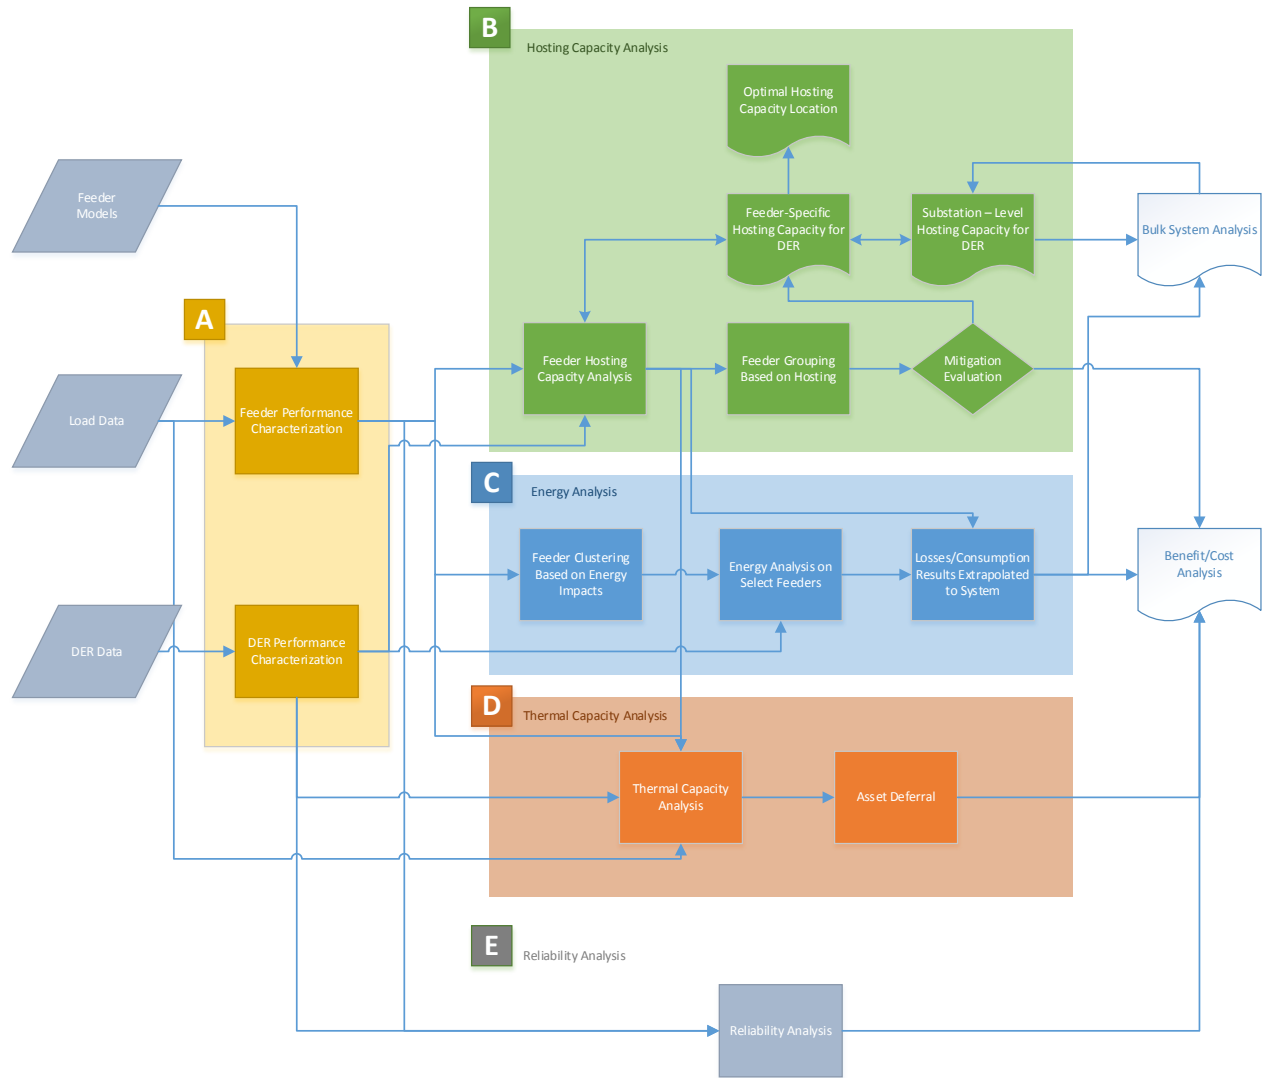 B
Hosting Capacity Analysis
Optimal Hosting
Capacity Location
Feeder
Models
Feeder-Specific
Hosting Capacity for
DER
Substation – Level
Hosting Capacity for
DER
Bulk System Analysis
A
Feeder Hosting
Capacity Analysis
Feeder Grouping
Based on Hosting
Mitigation
Evaluation
Load Data
Feeder Performance
Characterization
C
Energy Analysis
Feeder Clustering
Based on Energy
Impacts
Energy Analysis on
Select Feeders
Losses/Consumption
Results Extrapolated
to System
Benefit/Cost
Analysis
DER Data
DER Performance
Characterization
D
Thermal Capacity Analysis
Thermal Capacity
Analysis
Asset Deferral
E
Reliability Analysis
Reliability Analysis